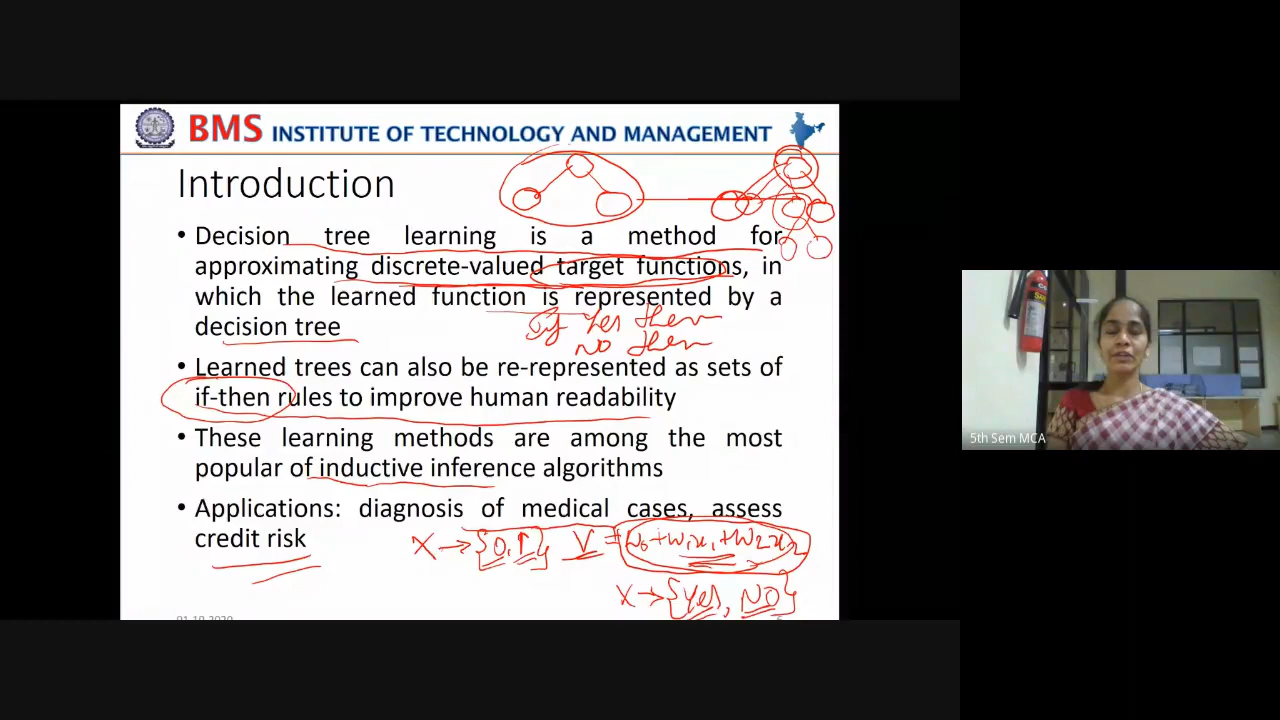 BMS INSTITUTE OF TECHNOLOGY AND MANAGEMENT
Introduction
• Decision tree learning is a method for
approximating discrete-valued target functions, in
which the learned function is represented by a
decision tree
If Yes then
NO then
• Learned trees can also be re-represented as sets of
if-then rules to improve human readability
• These learning methods are among the most
popular of inductive inference algorithms
• Applications: diagnosis of medical cases, assess
credit risk
X → {0, 1} V = w0 + w1x1 + w2x2
X → {Yes, NO}
5th Sem MCA